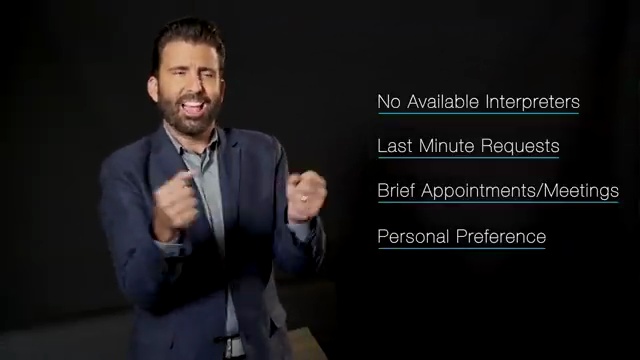 No Available Interpreters
Last Minute Requests
Brief Appointments/Meetings
Personal Preference